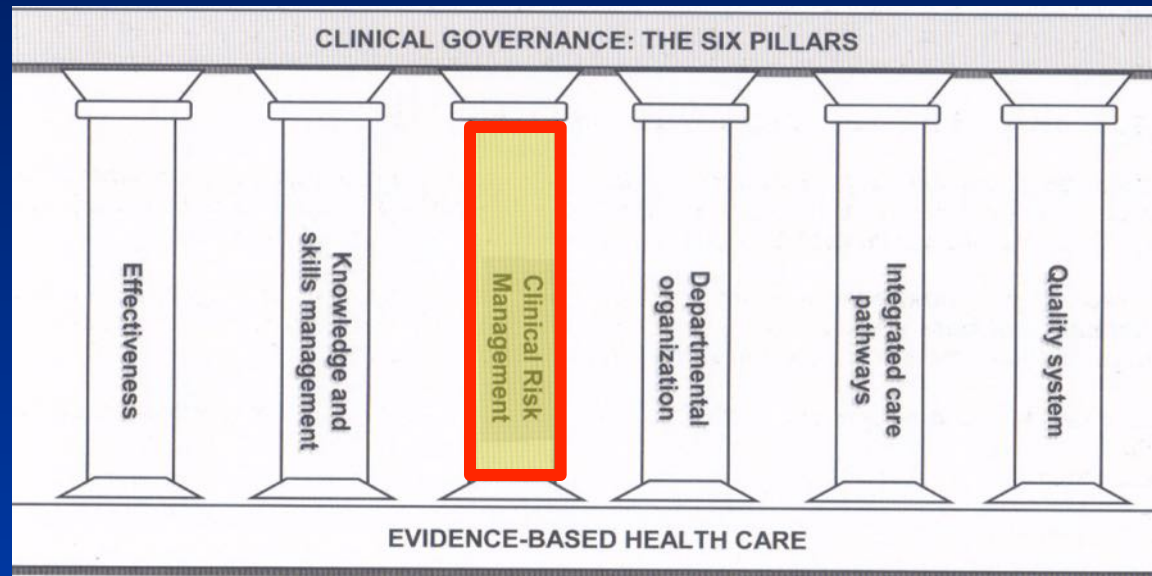 CLINICAL GOVERNANCE: THE SIX PILLARS
Effectiveness
Knowledge and
skills management
Clinical Risk
Management
Departmental
organization
Integrated care
pathways
Quality system
EVIDENCE-BASED HEALTH CARE